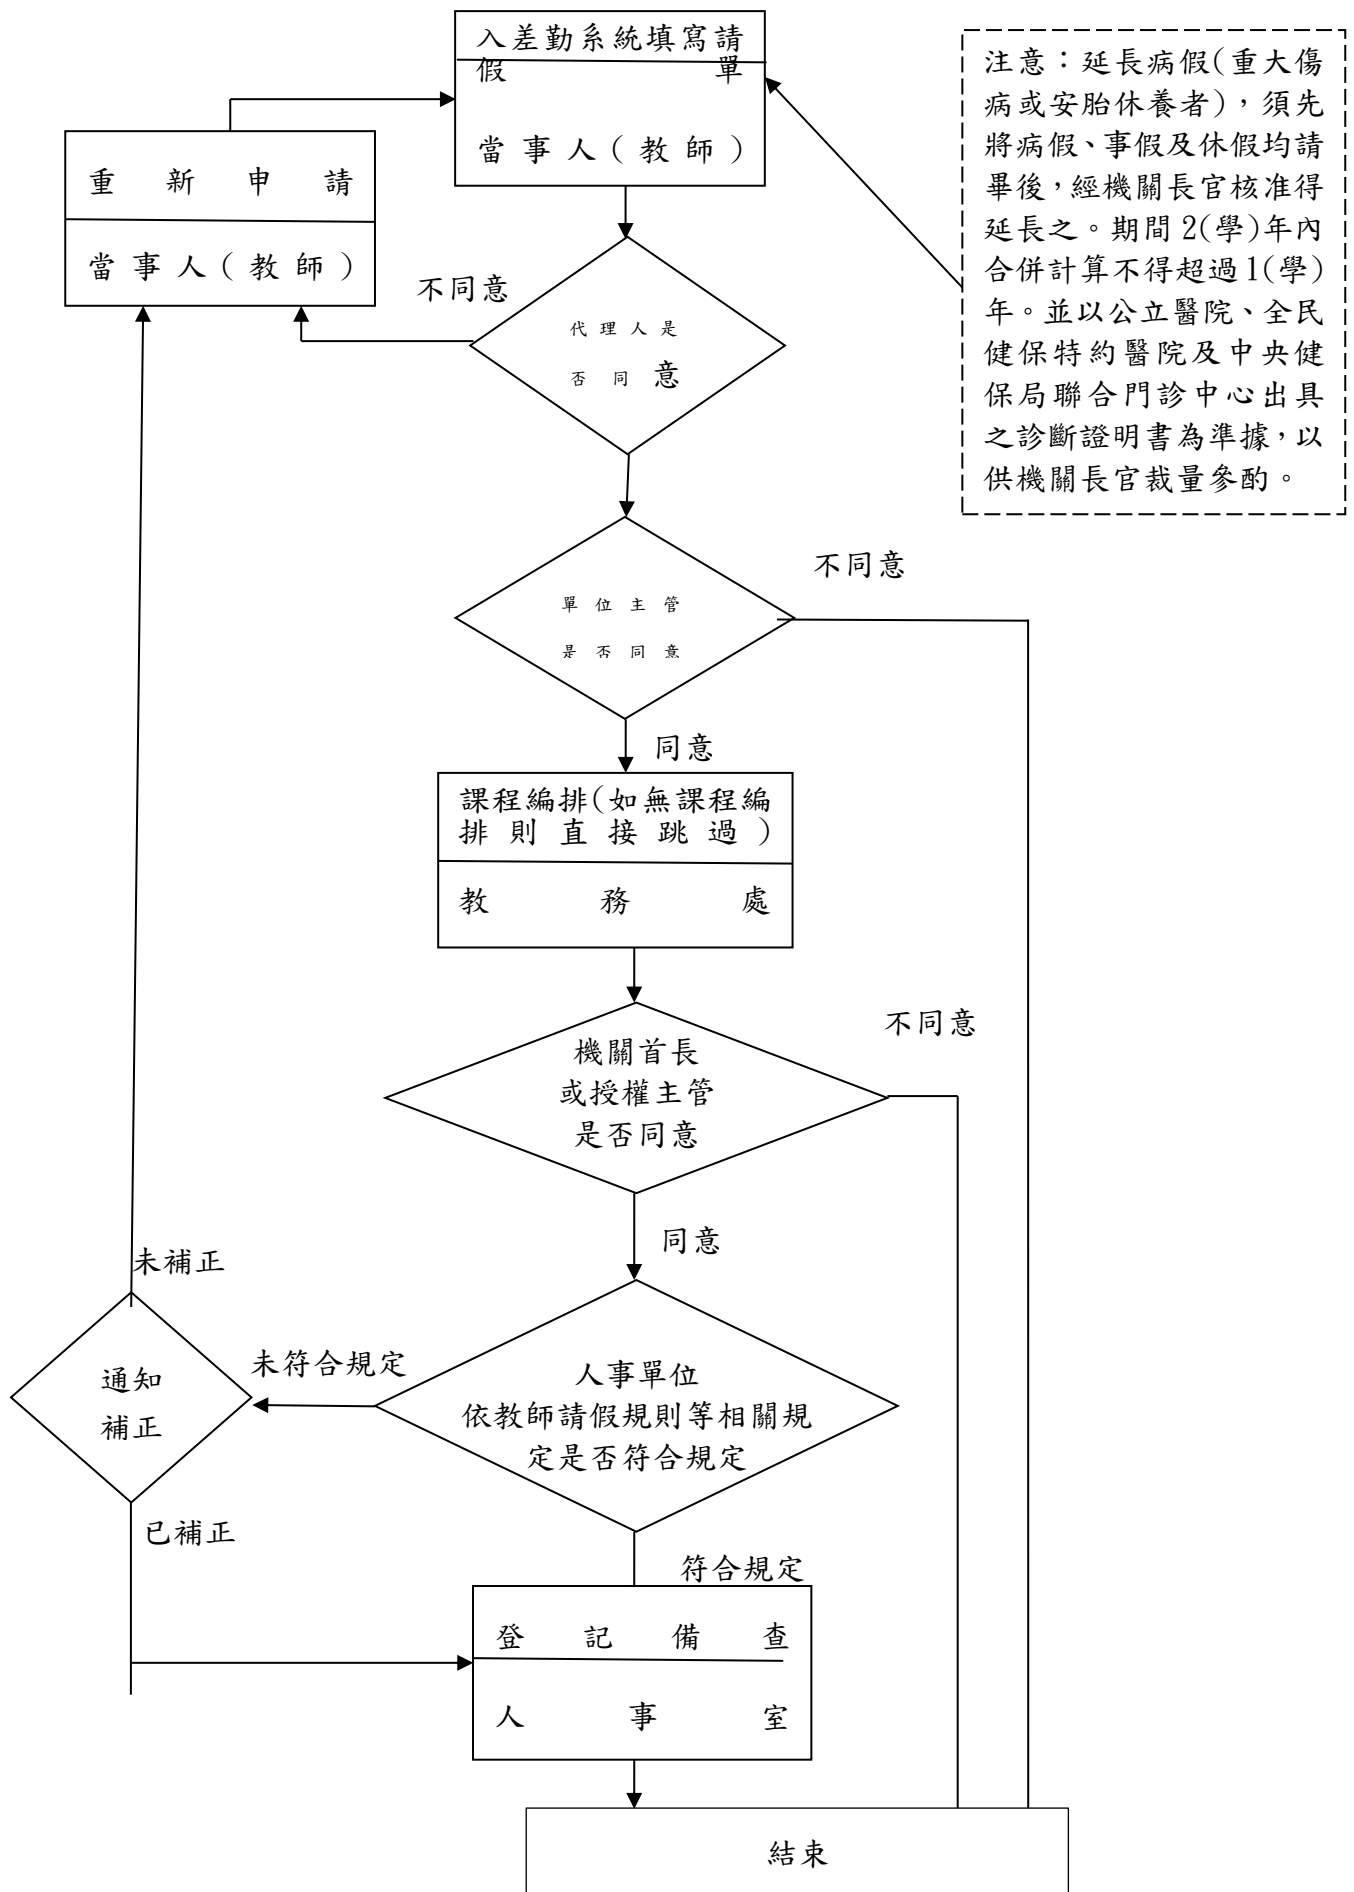 入差勤系統填寫請
假單
當事人(教師)
注意：延長病假(重大傷
病或安胎休養者)，須先
將病假、事假及休假均請
畢後，經機關長官核准得
延長之。期間2(學)年內
合併計算不得超過1(學)
年。並以公立醫院、全民
健保特約醫院及中央健
保局聯合門診中心出具
之診斷證明書為準據，以
供機關長官裁量參酌。
重新申請
當事人(教師)
不同意
代理人是
否同意
不同意
單位主管
是否同意
同意
課程編排(如無課程編
排則直接跳過)
教務處
不同意
機關首長
或授權主管
是否同意
同意
未補正
通知
補正
未符合規定
人事單位
依教師請假規則等相關規
定是否符合規定
已補正
符合規定
登記備查
人事室
結束